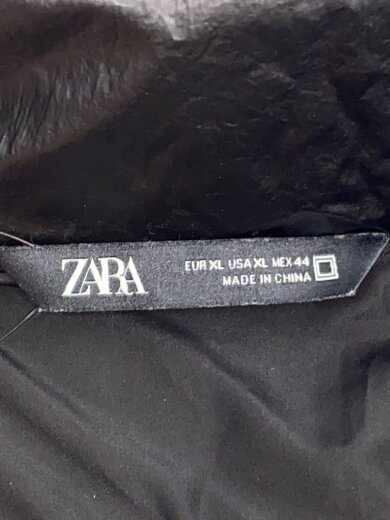 ZARA
EUR XL USA XL MEX 44
MADE IN CHINA